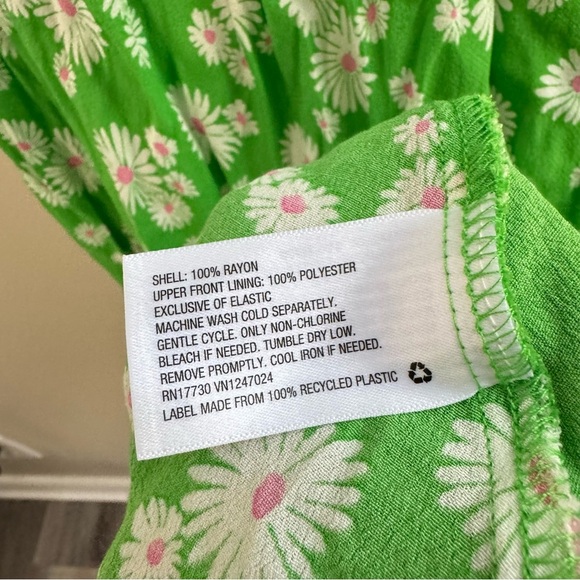 SHELL: 100% RAYON
UPPER FRONT LINING: 100% POLYESTER
EXCLUSIVE OF ELASTIC
MACHINE WASH COLD SEPARATELY.
GENTLE CYCLE. ONLY NON-CHLORINE
BLEACH IF NEEDED. TUMBLE DRY LOW.
REMOVE PROMPTLY. COOL IRON IF NEEDED.
RN17730 VN1247024
LABEL MADE FROM 100% RECYCLED PLASTIC